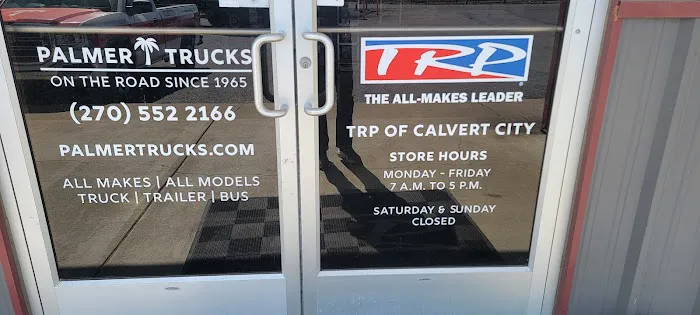 PALMER TRUCKS
ON THE ROAD SINCE 1965
(270) 552 2166
PALMERTRUCKS.COM
ALL MAKES | ALL MODELS
TRUCK | TRAILER | BUS
TRP
THE ALL-MAKES LEADER
TRP OF CALVERT CITY
STORE HOURS
MONDAY - FRIDAY
7 A.M. TO 5 P.M.
SATURDAY & SUNDAY
CLOSED